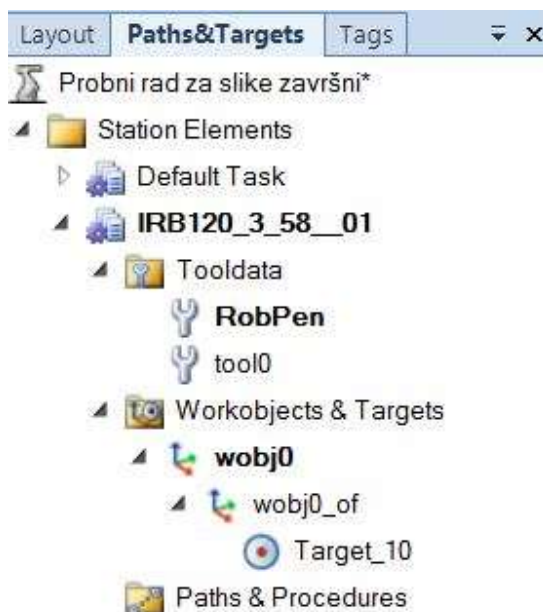 Layout Paths&Targets Tags
Probni rad za slike završni*
Station Elements
Default Task
IRB120_3_58__01
Tooldata
RobPen
tool0
Workobjects & Targets
wobj0
wobj0_of
Target_10
Paths & Procedures